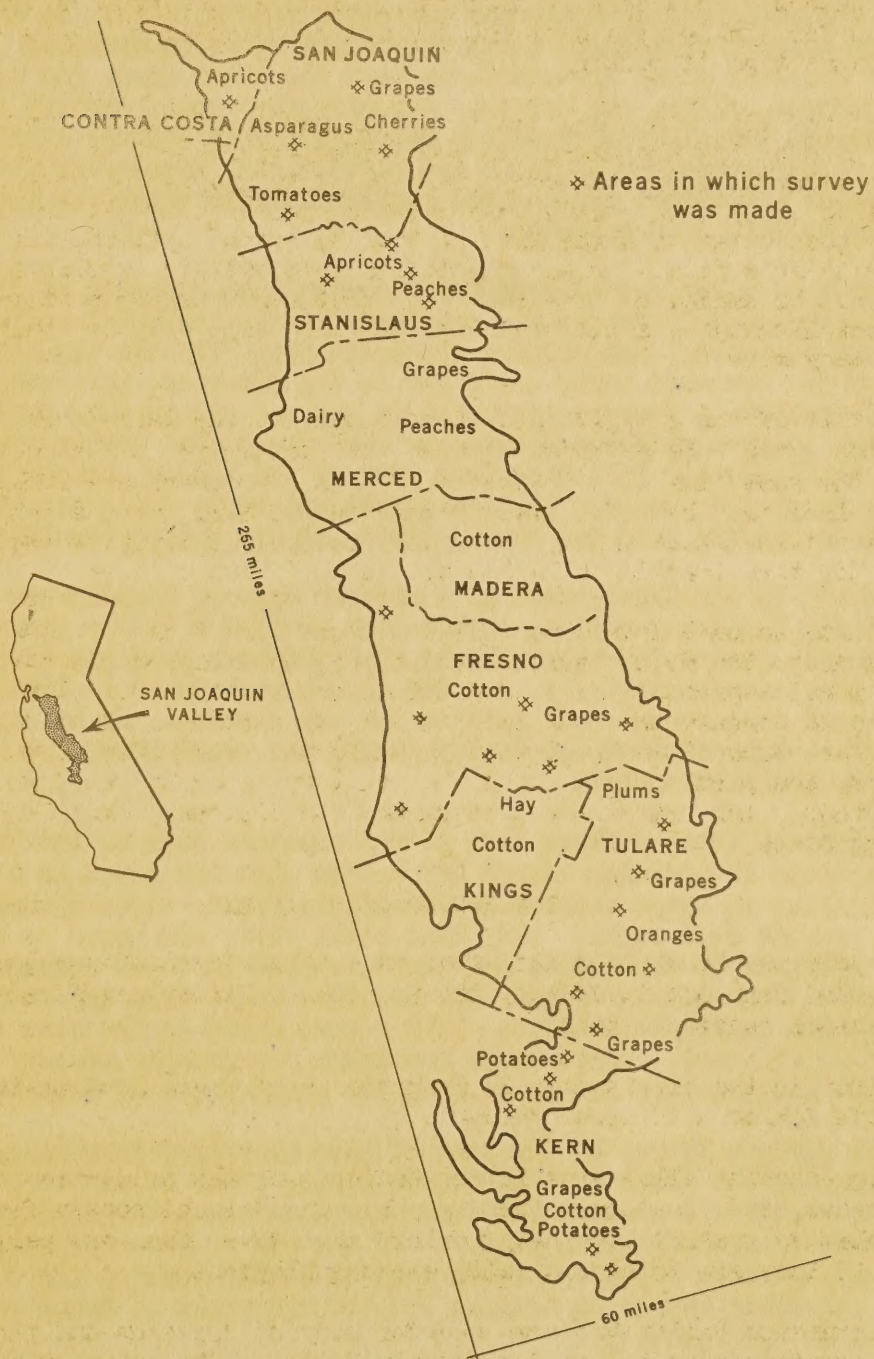 SAN JOAQUIN
Apricots
Grapes
CONTRA COSTA
Asparagus
Cherries
Areas in which survey
was made
Tomatoes
Apricots
Peaches
STANISLAUS
Grapes
Dairy
Peaches
MERCED
265 miles
Cotton
MADERA
FRESNO
Cotton
Grapes
SAN JOAQUIN
VALLEY
Hay
Plums
Cotton
TULARE
KINGS
Grapes
Oranges
Cotton
Grapes
Potatoes
Cotton
KERN
Grapes
Cotton
Potatoes
60 miles